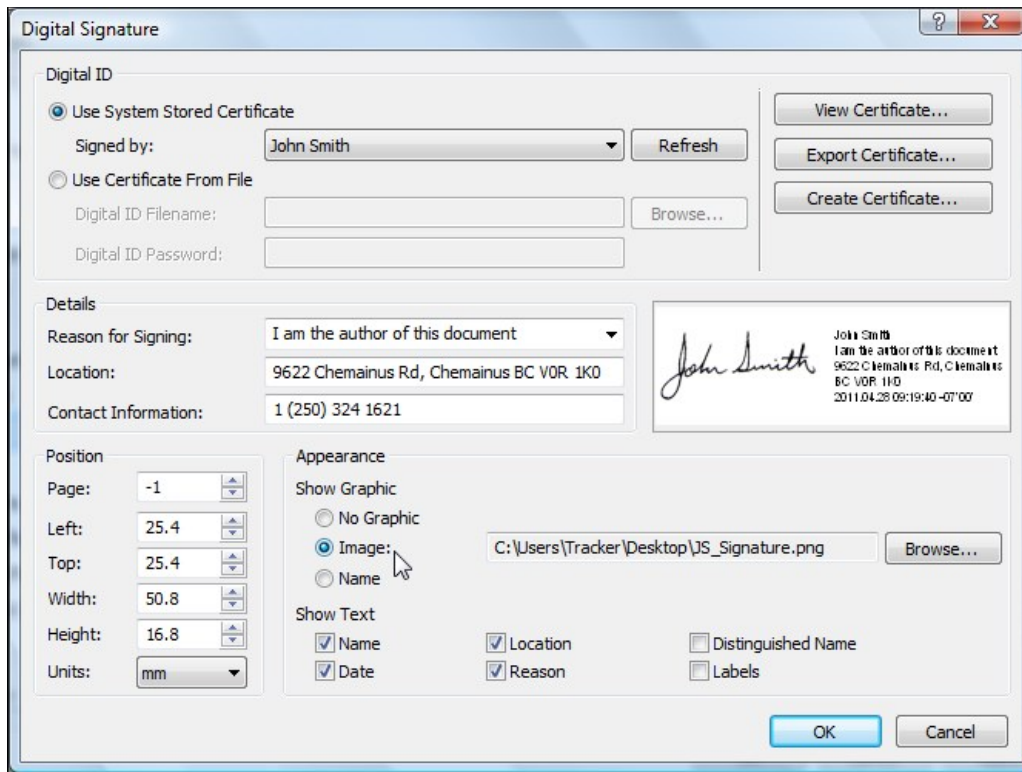 Digital Signature
Digital ID
Use System Stored Certificate
Signed by: John Smith Refresh
Use Certificate From File
Digital ID Filename: Browse...
Digital ID Password:
View Certificate...
Export Certificate...
Create Certificate...
Details
Reason for Signing: I am the author of this document
Location: 9622 Chemainus Rd, Chemainus BC V0R 1K0
Contact Information: 1 (250) 324 1621
John Smith
John Smith
I am the author of this document
9622 Chemainus Rd, Chemainus
BC V0R 1K0
2011.04.28 09:19:40 -07'00'
Position
Page: -1
Left: 25.4
Top: 25.4
Width: 50.8
Height: 16.8
Units: mm
Appearance
Show Graphic
No Graphic
Image: C:\Users\Tracker\Desktop\JS_Signature.png Browse...
Name
Show Text
Name Location Distinguished Name
Date Reason Labels
OK Cancel